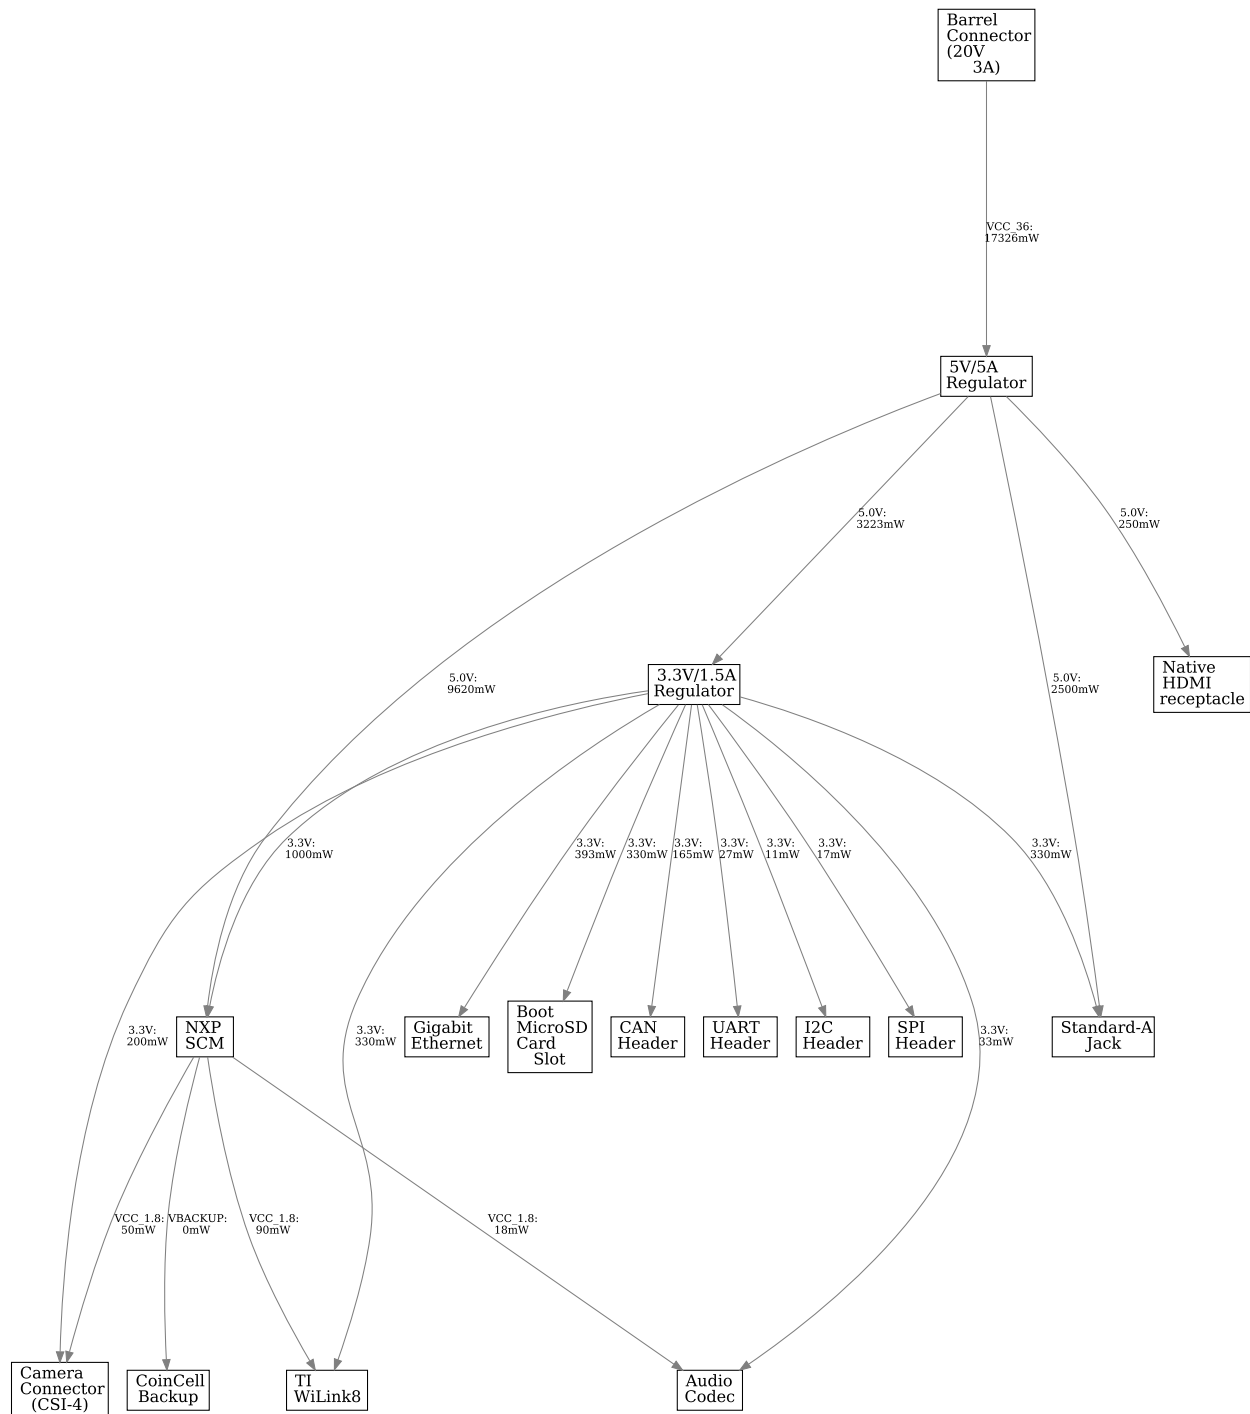 Barrel
Connector
(20V
3A)
VCC_36:
17326mW
5V/5A
Regulator
5.0V:
3223mW
5.0V:
250mW
5.0V:
9620mW
3.3V/1.5A
Regulator
5.0V:
2500mW
Native
HDMI
receptacle
3.3V:
1000mW
3.3V:
393mW
3.3V:
330mW
3.3V:
165mW
3.3V:
27mW
3.3V:
11mW
3.3V:
17mW
3.3V:
330mW
3.3V:
200mW
NXP
SCM
3.3V:
330mW
Gigabit
Ethernet
Boot
MicroSD
Card
Slot
CAN
Header
UART
Header
I2C
Header
SPI
Header
3.3V:
33mW
Standard-A
Jack
VCC_1.8:
50mW
VBACKUP:
0mW
VCC_1.8:
90mW
VCC_1.8:
18mW
Camera
Connector
(CSI-4)
CoinCell
Backup
TI
WiLink8
Audio
Codec